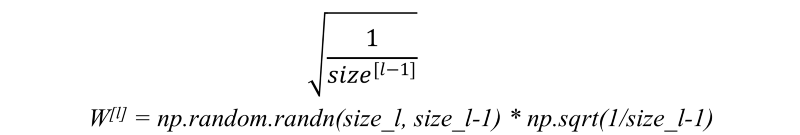 √(1 / size^[l−1])
W^[l] = np.random.randn(size_l, size_l-1) * np.sqrt(1/size_l-1)